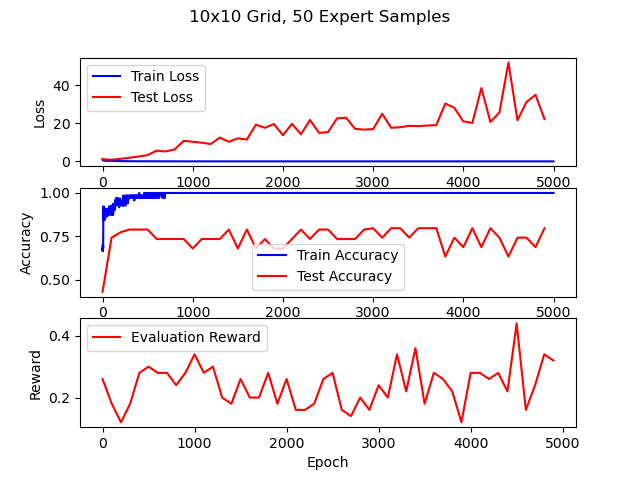 10x10 Grid, 50 Expert Samples
Loss
40
20
0
Train Loss
Test Loss
0 1000 2000 3000 4000 5000
Accuracy
1.00
0.75
0.50
Train Accuracy
Test Accuracy
0 1000 2000 3000 4000 5000
Reward
0.4
0.2
Evaluation Reward
0 1000 2000 3000 4000 5000
Epoch